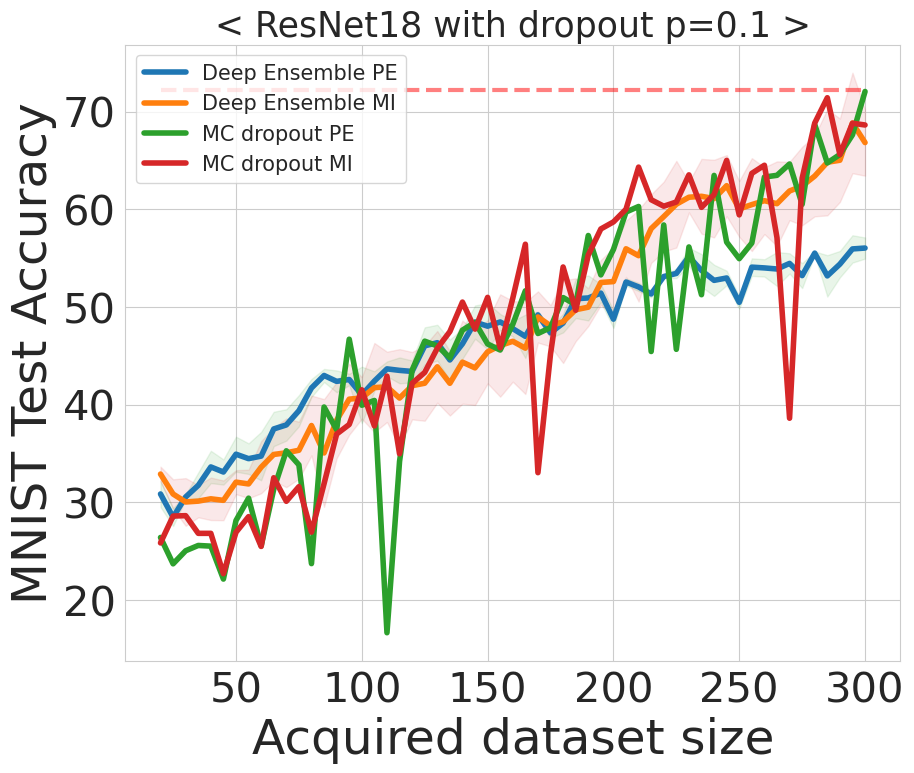 < ResNet18 with dropout p=0.1 >
Deep Ensemble PE
Deep Ensemble MI
MC dropout PE
MC dropout MI
MNIST Test Accuracy
70
60
50
40
30
20
50 100 150 200 250 300
Acquired dataset size